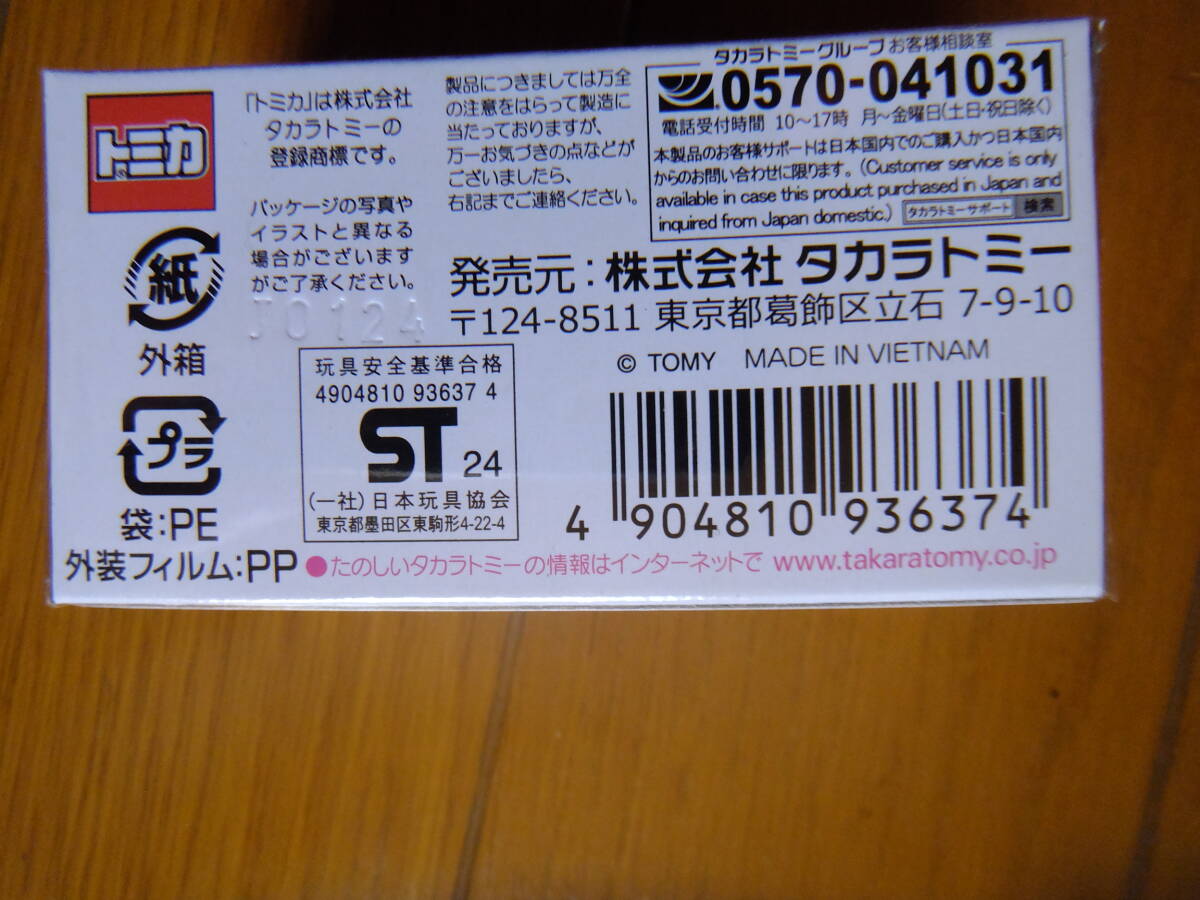 トミカ
「トミカ」は株式会社
タカラトミーの
登録商標です。
パッケージの写真や
イラストと異なる
場合がございます
がご了承ください。
J0124
紙
外箱
プラ
袋:PE
外装フィルム:PP
製品につきましては万全
の注意をはらって製造に
当たっておりますが、
万一お気づきの点などが
ございましたら、
右記までご連絡ください。
タカラトミーグループ お客様相談室
0570-041031
電話受付時間 10〜17時 月〜金曜日(土日・祝日除く)
本製品のお客様サポートは日本国内でのご購入かつ日本国内
からのお問い合わせに限ります。(Customer service is only
available in case this product purchased in Japan and
inquired from Japan domestic.) タカラトミーサポート 検索
発売元:株式会社 タカラトミー
〒124-8511 東京都葛飾区立石 7-9-10
© TOMY MADE IN VIETNAM
玩具安全基準合格
4904810 93637 4
ST 24
(一社)日本玩具協会
東京都墨田区東駒形4-22-4
4 904810 936374
●たのしいタカラトミーの情報はインターネットで www.takaratomy.co.jp